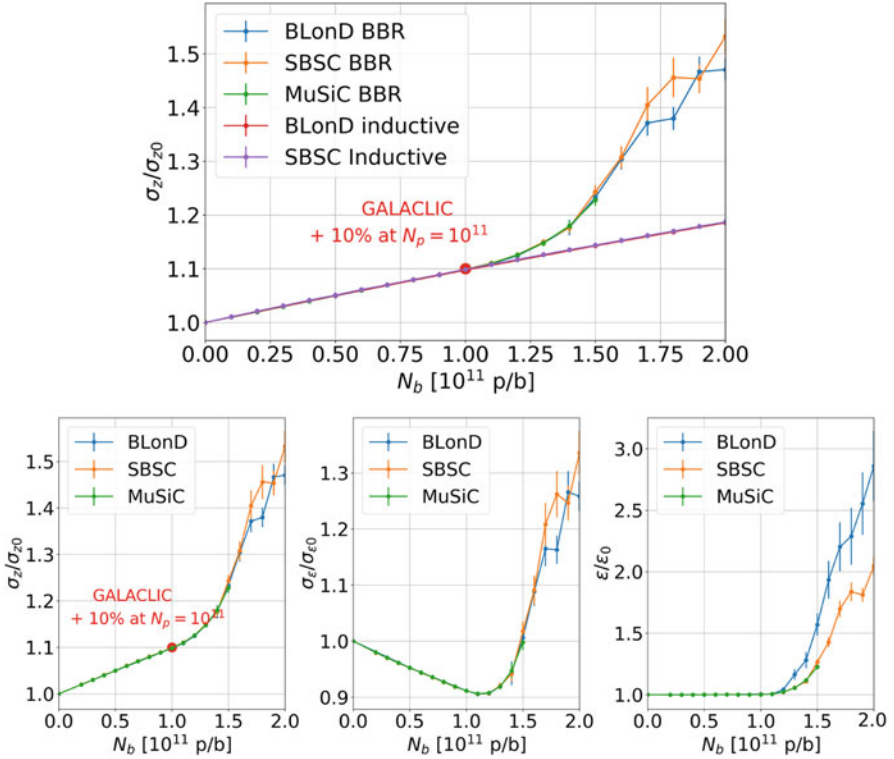 BLonD BBR
SBSC BBR
MuSiC BBR
BLonD inductive
SBSC Inductive
GALACLIC
+ 10% at N_p = 10^11
σ_z/σ_z0
1.5
1.4
1.3
1.2
1.1
1.0
0.00 0.25 0.50 0.75 1.00 1.25 1.50 1.75 2.00
N_b [10^11 p/b]
BLonD
SBSC
MuSiC
GALACLIC
+ 10% at N_p = 10^11
σ_z/σ_z0
1.5
1.4
1.3
1.2
1.1
1.0
0.0 0.5 1.0 1.5 2.0
N_b [10^11 p/b]
BLonD
SBSC
MuSiC
σ_ε/σ_ε0
1.3
1.2
1.1
1.0
0.9
0.0 0.5 1.0 1.5 2.0
N_b [10^11 p/b]
BLonD
SBSC
MuSiC
ε/ε_0
3.0
2.5
2.0
1.5
1.0
0.0 0.5 1.0 1.5 2.0
N_b [10^11 p/b]